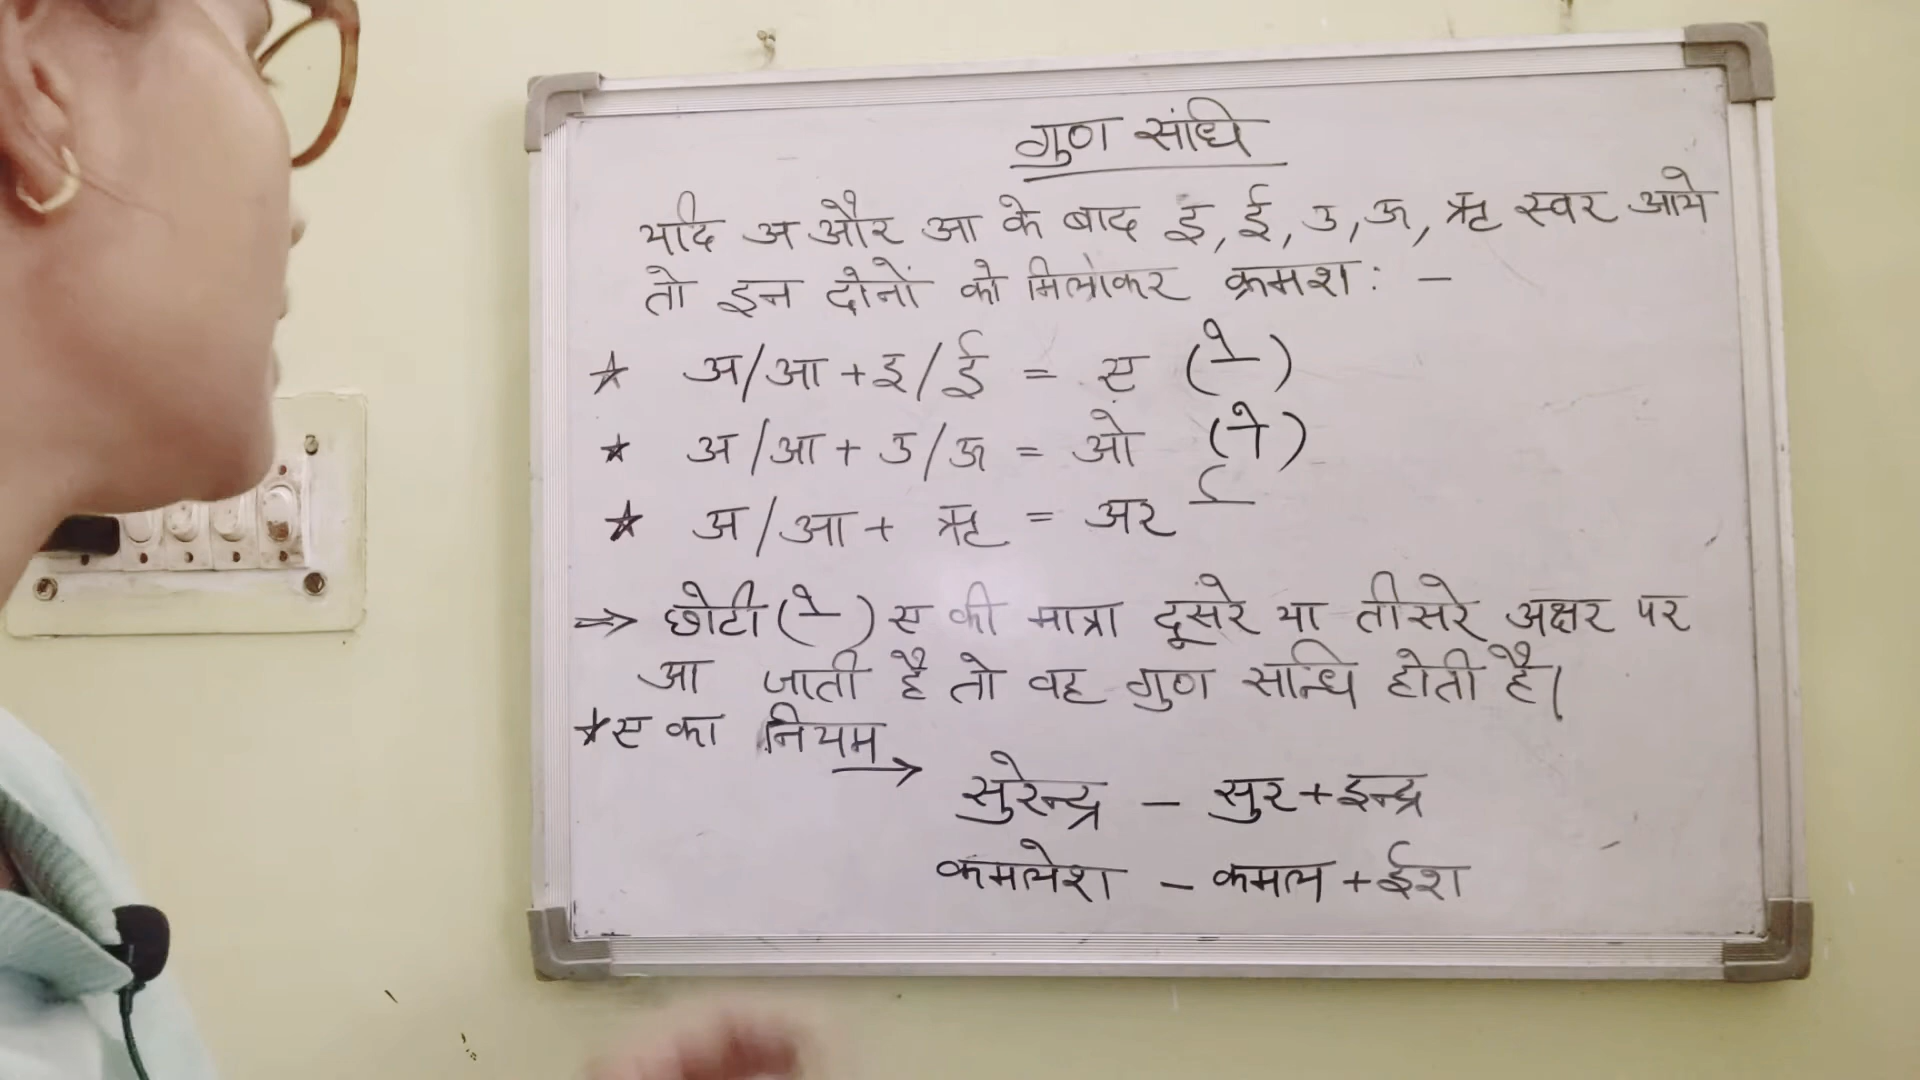 गुण संधि
यदि अ और आ के बाद इ, ई, उ, ऊ, ऋ स्वर आये
तो इन दोनों को मिलाकर क्रमश: –
★ अ/आ + इ/ई = ए (े)
★ अ/आ + उ/ऊ = ओ (ो)
★ अ/आ + ऋ = अर र्
⇒ छोटी (े) ए की मात्रा दूसरे या तीसरे अक्षर पर
आ जाती है तो वह गुण सन्धि होती है।
★ ए का नियम →
सुरेन्द्र – सुर + इन्द्र
कमलेश – कमल + ईश